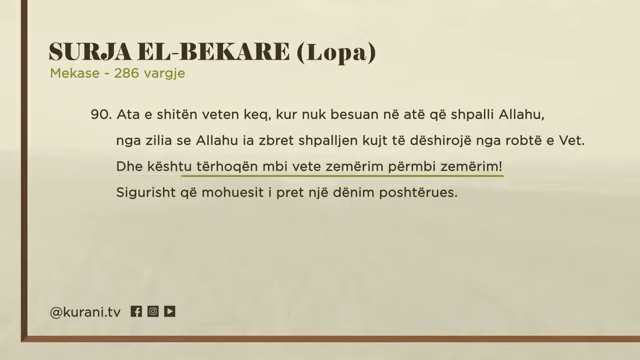 SURJA EL-BEKARE (Lopa)
Mekase - 286 vargje
90. Ata e shitën veten keq, kur nuk besuan në atë që shpalli Allahu,
nga zilia se Allahu ia zbret shpalljen kujt të dëshirojë nga robtë e Vet.
Dhe kështu tërhoqën mbi vete zemërim përmbi zemërim!
Sigurisht që mohuesit i pret një dënim poshtërues.
@kurani.tv